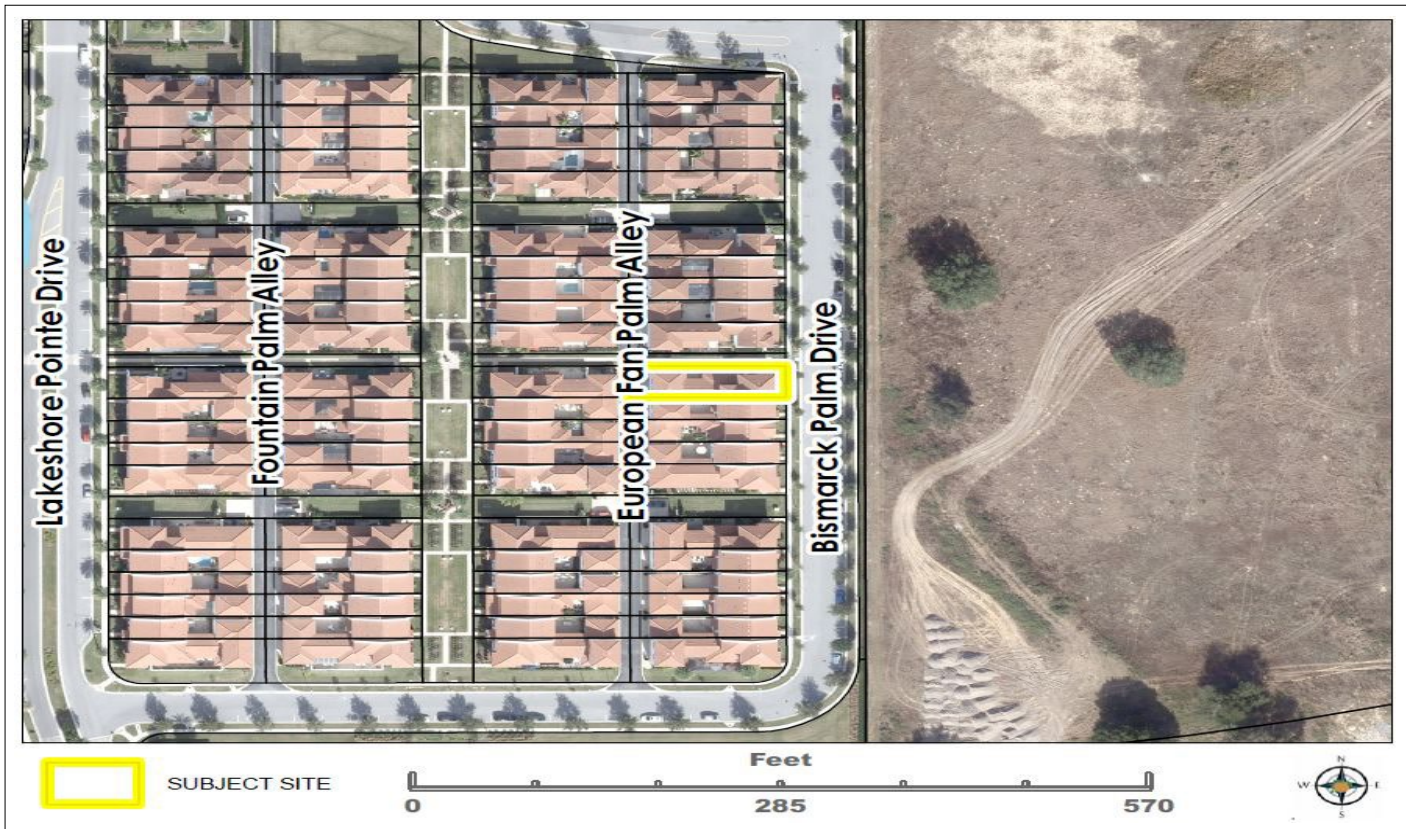 Lakeshore Pointe Drive
Fountain Palm Alley
European Fan Palm Alley
Bismarck Palm Drive
SUBJECT SITE
Feet
0 285 570
N
W E
S